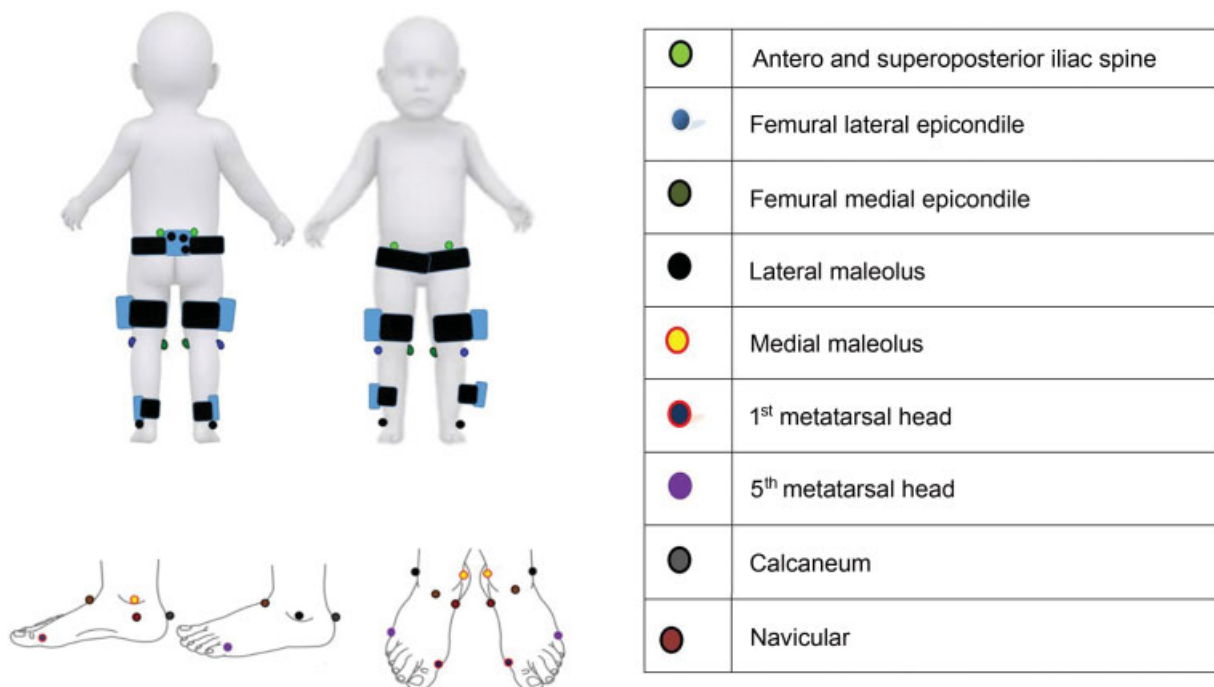 Antero and superoposterior iliac spine
Femural lateral epicondile
Femural medial epicondile
Lateral maleolus
Medial maleolus
1st metatarsal head
5th metatarsal head
Calcaneum
Navicular